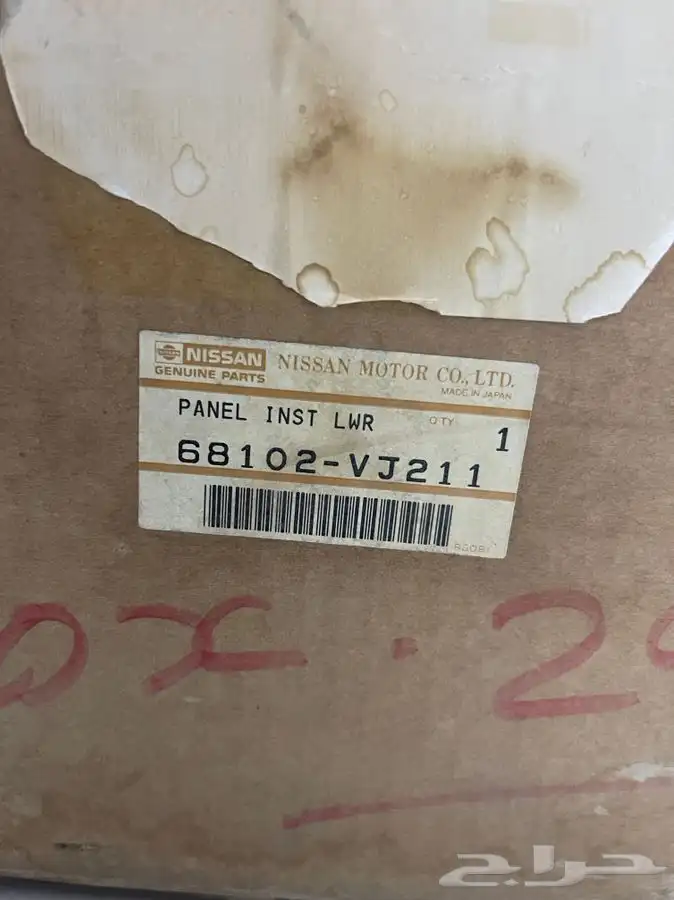 NISSAN
GENUINE PARTS
NISSAN MOTOR CO., LTD.
MADE IN JAPAN
PANEL INST LWR
QTY
1
68102-VJ211
حراج